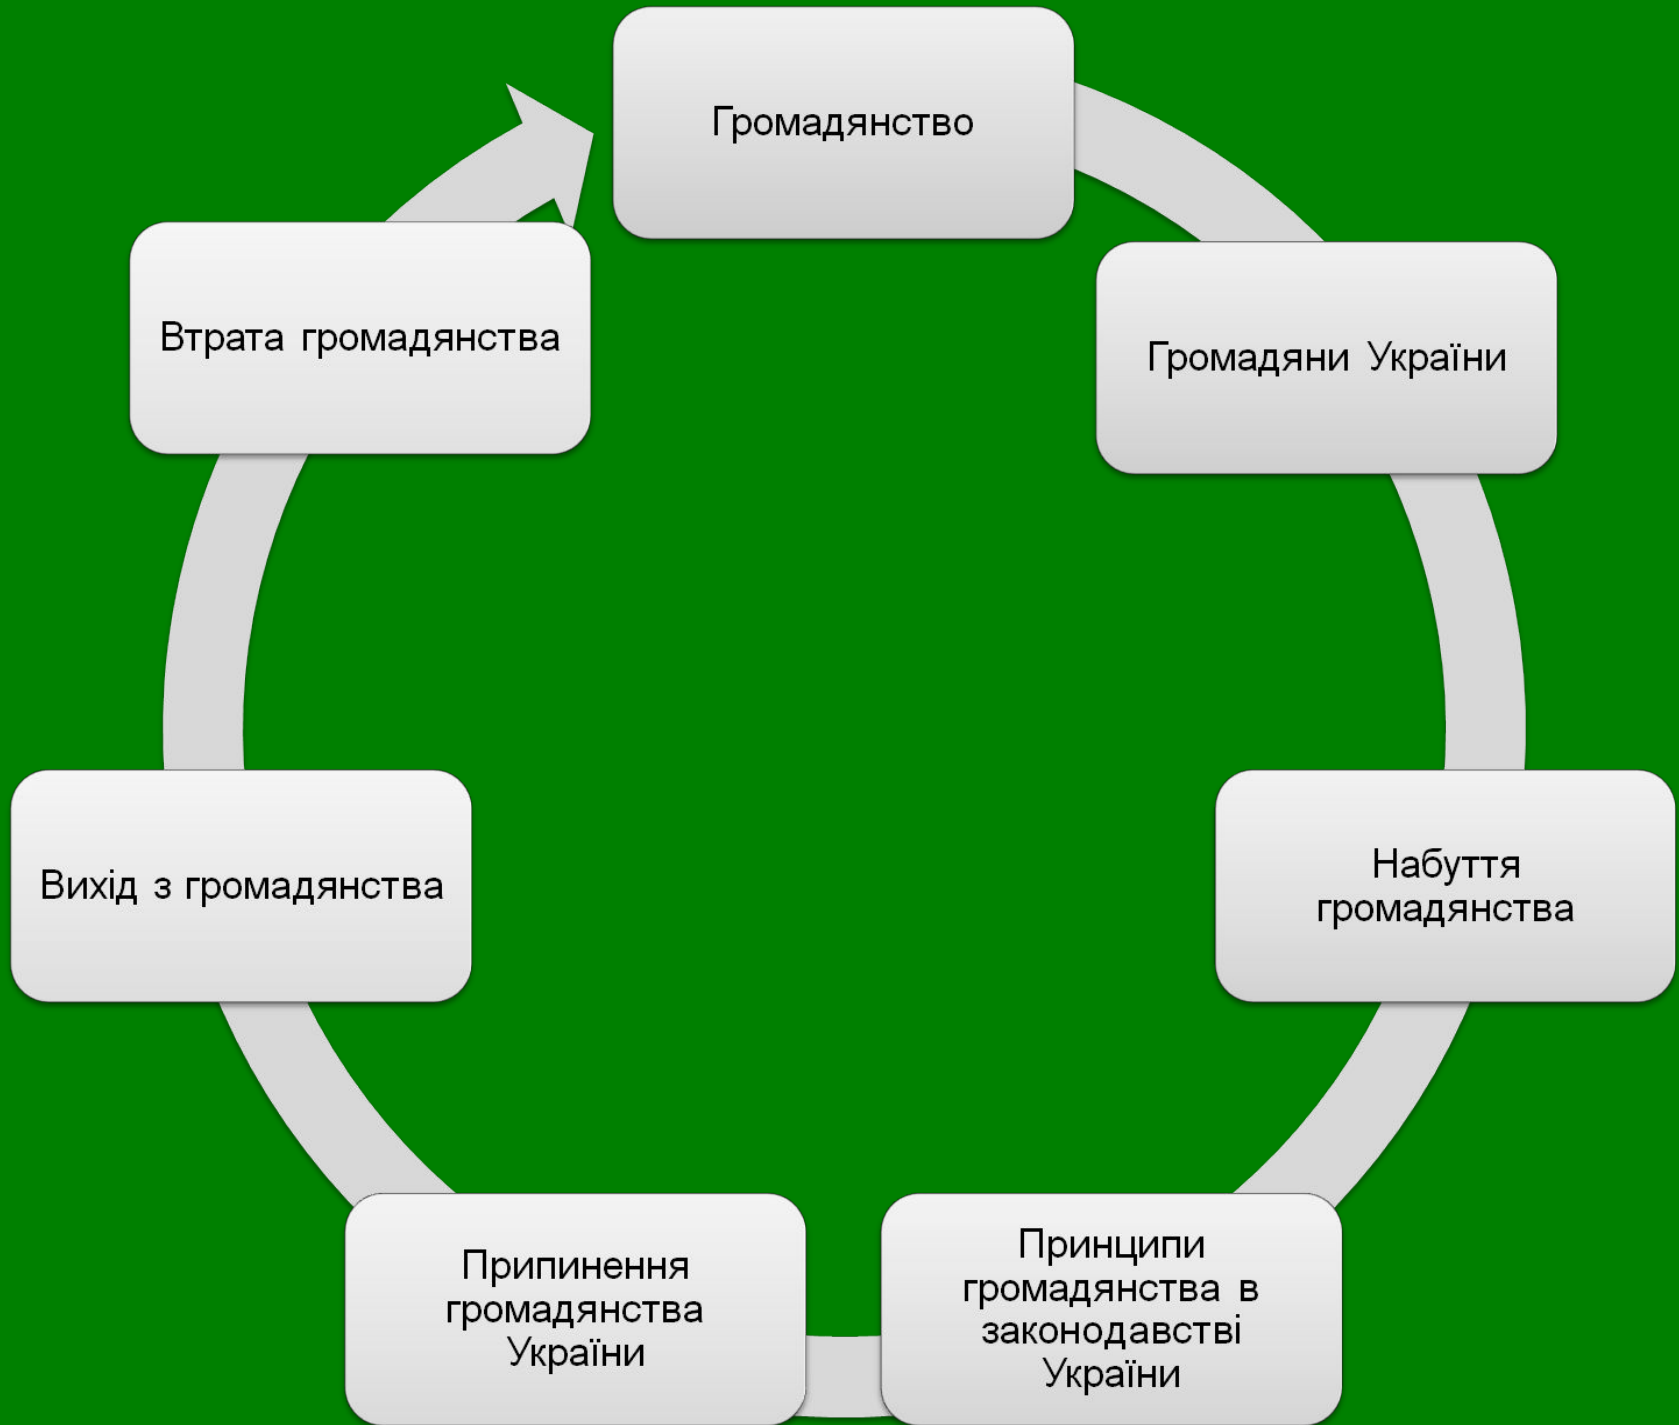 Громадянство
Громадяни України
Набуття
громадянства
Принципи
громадянства в
законодавстві
України
Припинення
громадянства
України
Вихід з громадянства
Втрата громадянства